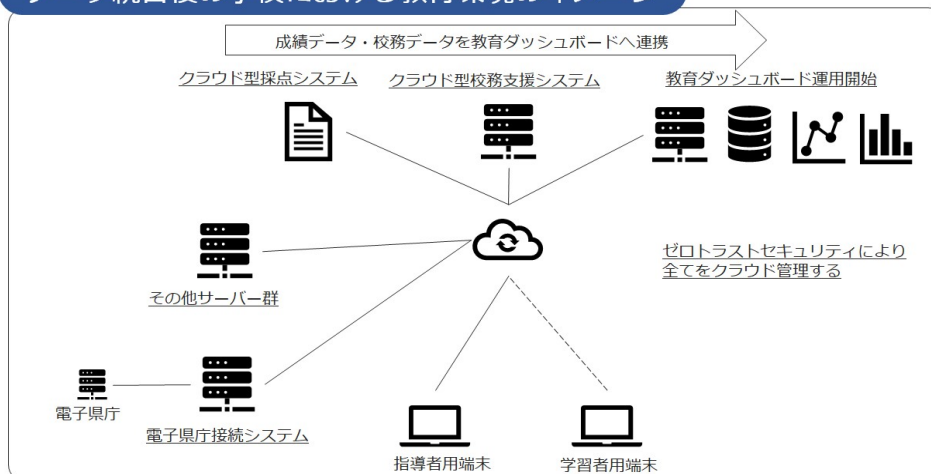 成績データ・校務データを教育ダッシュボードへ連携
クラウド型採点システム
クラウド型校務支援システム
教育ダッシュボード運用開始
ゼロトラストセキュリティにより
全てをクラウド管理する
その他サーバー群
電子県庁
電子県庁接続システム
指導者用端末
学習者用端末